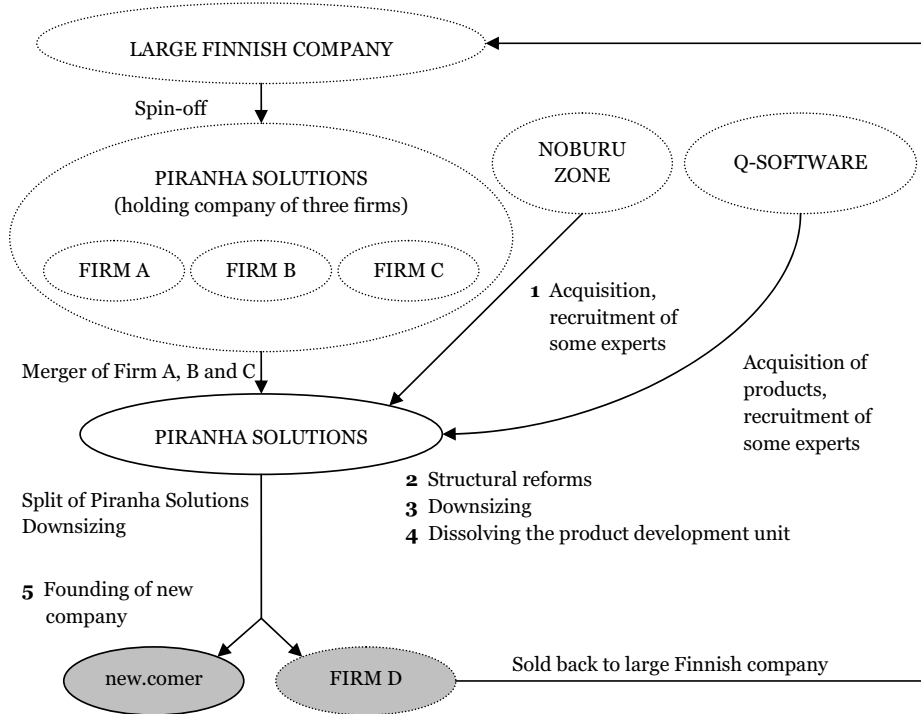 LARGE FINNISH COMPANY
Spin-off
PIRANHA SOLUTIONS
(holding company of three firms)
FIRM A
FIRM B
FIRM C
NOBURU
ZONE
Q-SOFTWARE
1 Acquisition,
recruitment of
some experts
Acquisition of
products,
recruitment of
some experts
Merger of Firm A, B and C
PIRANHA SOLUTIONS
Split of Piranha Solutions
Downsizing
2 Structural reforms
3 Downsizing
4 Dissolving the product development unit
5 Founding of new
company
new.comer
FIRM D
Sold back to large Finnish company